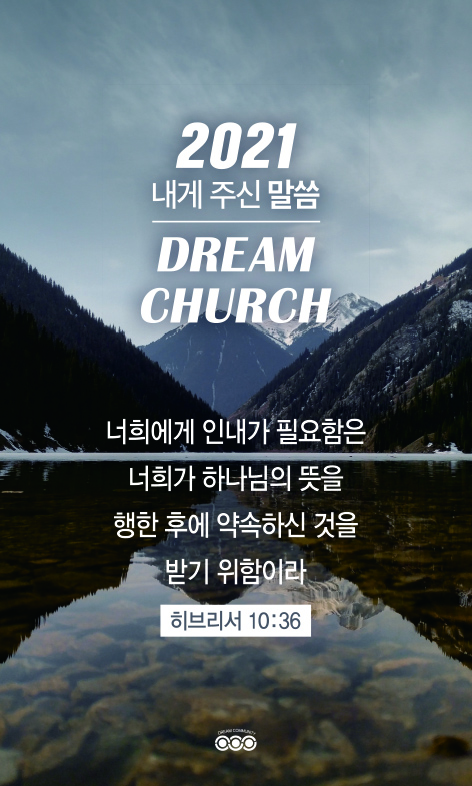 2021
내게 주신 말씀
DREAM
CHURCH
너희에게 인내가 필요함은
너희가 하나님의 뜻을
행한 후에 약속하신 것을
받기 위함이라
히브리서 10:36
DREAM COMMUNITY